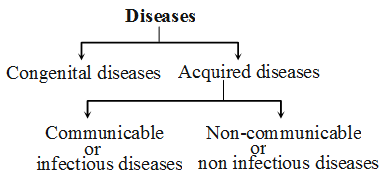 Diseases
Congenital diseases Acquired diseases
Communicable
or
infectious diseases
Non-communicable
or
non infectious diseases